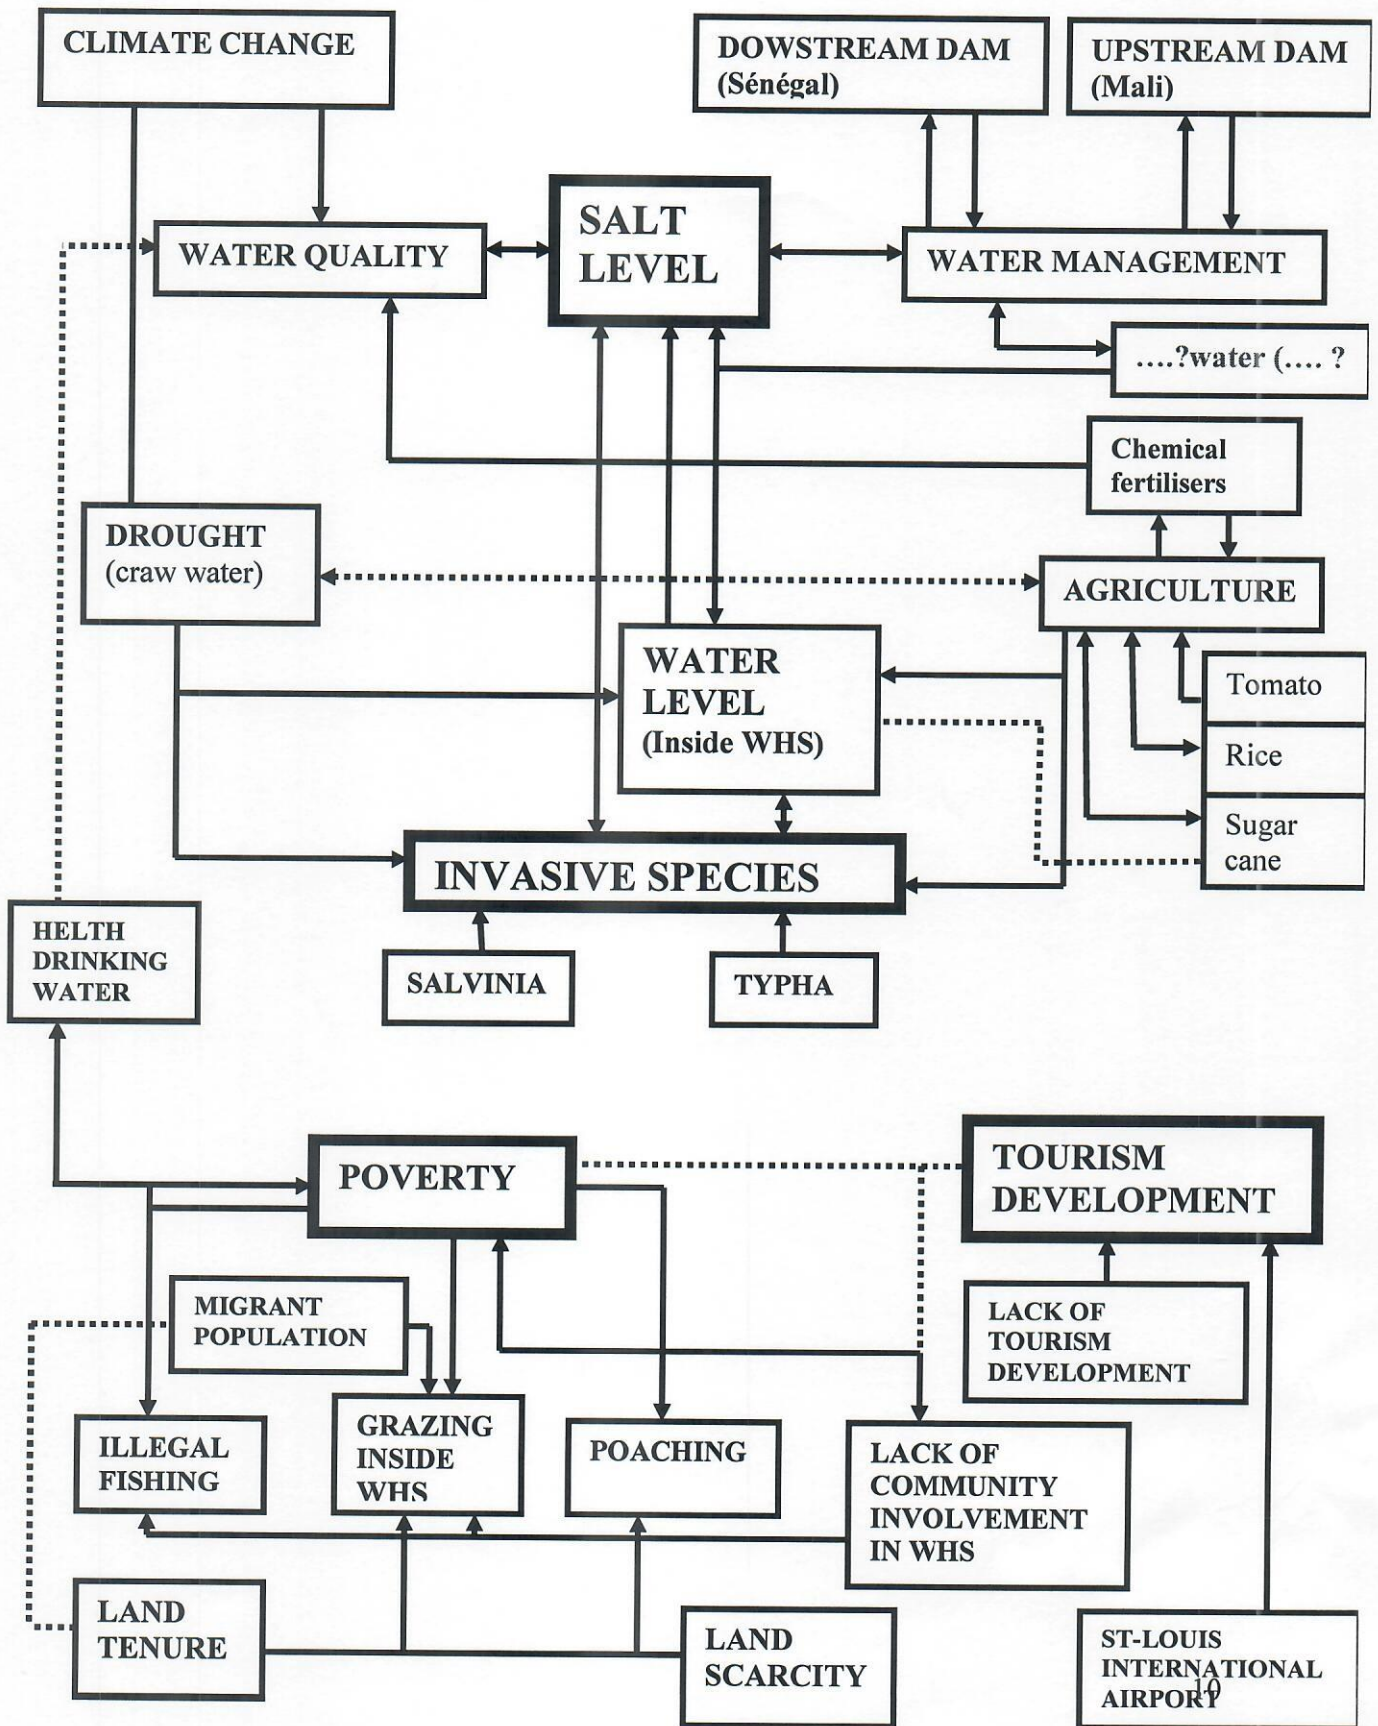 CLIMATE CHANGE
DOWSTREAM DAM
(Sénégal)
UPSTREAM DAM
(Mali)
SALT
LEVEL
WATER QUALITY
WATER MANAGEMENT
....?water (.... ?
Chemical
fertilisers
DROUGHT
(craw water)
AGRICULTURE
WATER
LEVEL
(Inside WHS)
Tomato
Rice
Sugar
cane
INVASIVE SPECIES
HELTH
DRINKING
WATER
SALVINIA
TYPHA
POVERTY
TOURISM
DEVELOPMENT
MIGRANT
POPULATION
LACK OF
TOURISM
DEVELOPMENT
ILLEGAL
FISHING
GRAZING
INSIDE
WHS
POACHING
LACK OF
COMMUNITY
INVOLVEMENT
IN WHS
LAND
TENURE
LAND
SCARCITY
ST-LOUIS
INTERNATIONAL
AIRPORT
10